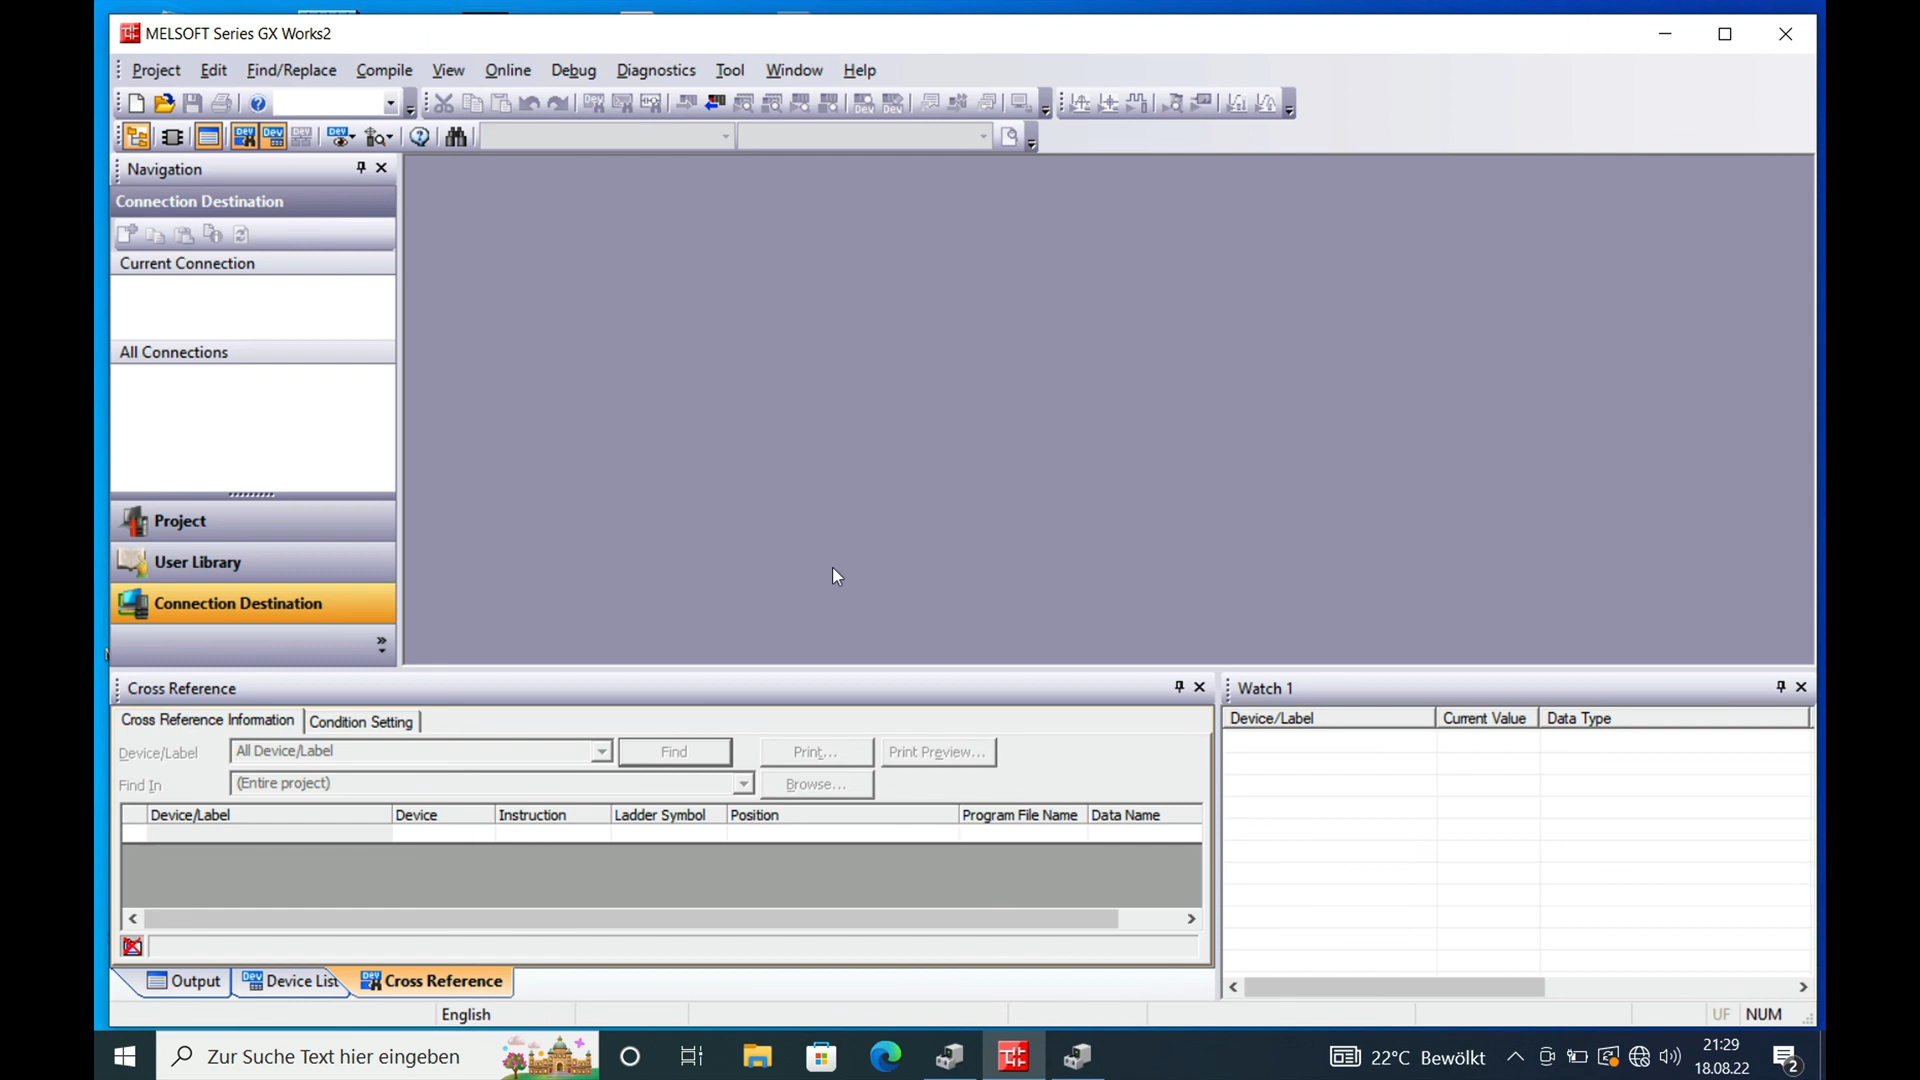 MELSOFT Series GX Works2
Project Edit Find/Replace Compile View Online Debug Diagnostics Tool Window Help
Navigation
Connection Destination
Current Connection
All Connections
Project
User Library
Connection Destination
Cross Reference
Cross Reference Information Condition Setting
Device/Label All Device/Label Find Print... Print Preview...
Find In (Entire project) Browse...
Device/Label Device Instruction Ladder Symbol Position Program File Name Data Name
Output Device List Cross Reference
Watch 1
Device/Label Current Value Data Type
English UF NUM
Zur Suche Text hier eingeben
22°C Bewölkt
21:29
18.08.22
2